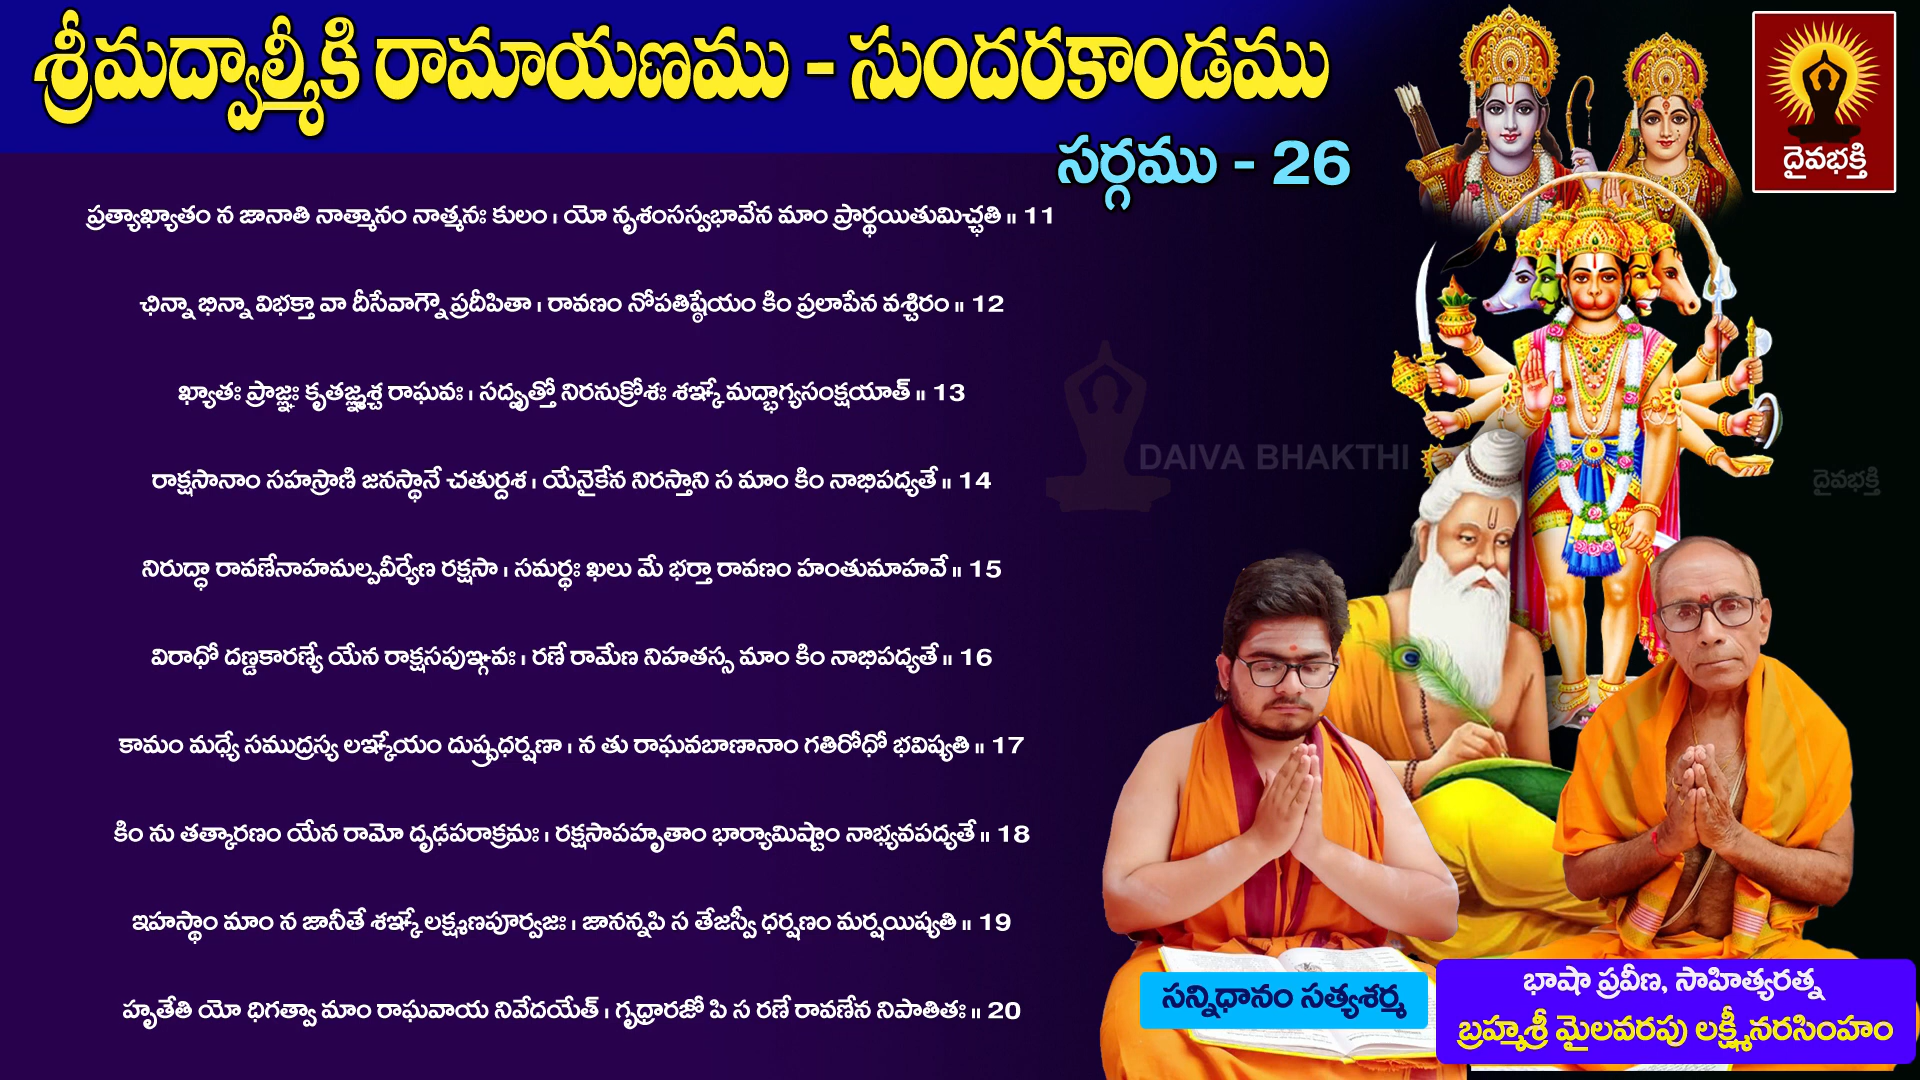 శ్రీమద్వాల్మీకి రామాయణము - సుందరకాండము
సర్గము - 26
దైవభక్తి
ప్రత్యాఖ్యాతం న జానాతి నాత్మానం నాత్మనః కులం । యో నృశంసస్వభావేన మాం ప్రార్థయితుమిచ్ఛతి ॥ 11
ఛిన్నా భిన్నా విభక్తా వా దీసేవాగ్నౌ ప్రదీపితా । రావణం నోపతిష్ఠేయం కిం ప్రలాపేన వశ్చిరం ॥ 12
ఖ్యాతః ప్రాజ్ఞః కృతజ్ఞశ్చ రాఘవః । సద్వృత్తో నిరనుక్రోశః శఙ్కే మద్భాగ్యసంక్షయాత్ ॥ 13
రాక్షసానాం సహస్రాణి జనస్థానే చతుర్దశ । యేనైకేన నిరస్తాని స మాం కిం నాభిపద్యతే ॥ 14
నిరుద్ధా రావణేనాహమల్పవీర్యేణ రక్షసా । సమర్థః ఖలు మే భర్తా రావణం హంతుమాహవే ॥ 15
విరాధో దణ్డకారణ్యే యేన రాక్షసపుఙ్గవః । రణే రామేణ నిహతస్స మాం కిం నాభిపద్యతే ॥ 16
కామం మధ్యే సముద్రస్య లఙ్కేయం దుష్ప్రధర్షణా । న తు రాఘవబాణానాం గతిరోధో భవిష్యతి ॥ 17
కిం ను తత్కారణం యేన రామో దృఢపరాక్రమః । రక్షసాపహృతాం భార్యామిష్టాం నాభ్యవపద్యతే ॥ 18
ఇహస్థాం మాం న జానీతే శఙ్కే లక్ష్మణపూర్వజః । జానన్నపి స తేజస్వీ ధర్షణం మర్షయిష్యతి ॥ 19
హృతేతి యో ధిగత్వా మాం రాఘవాయ నివేదయేత్ । గృధ్రారజో పి స రణే రావణేన నిపాతితః ॥ 20
DAIVA BHAKTHI
దైవభక్తి
సన్నిధానం సత్యశర్మ
భాషా ప్రవీణ, సాహిత్యరత్న
బ్రహ్మశ్రీ మైలవరపు లక్ష్మీనరసింహం